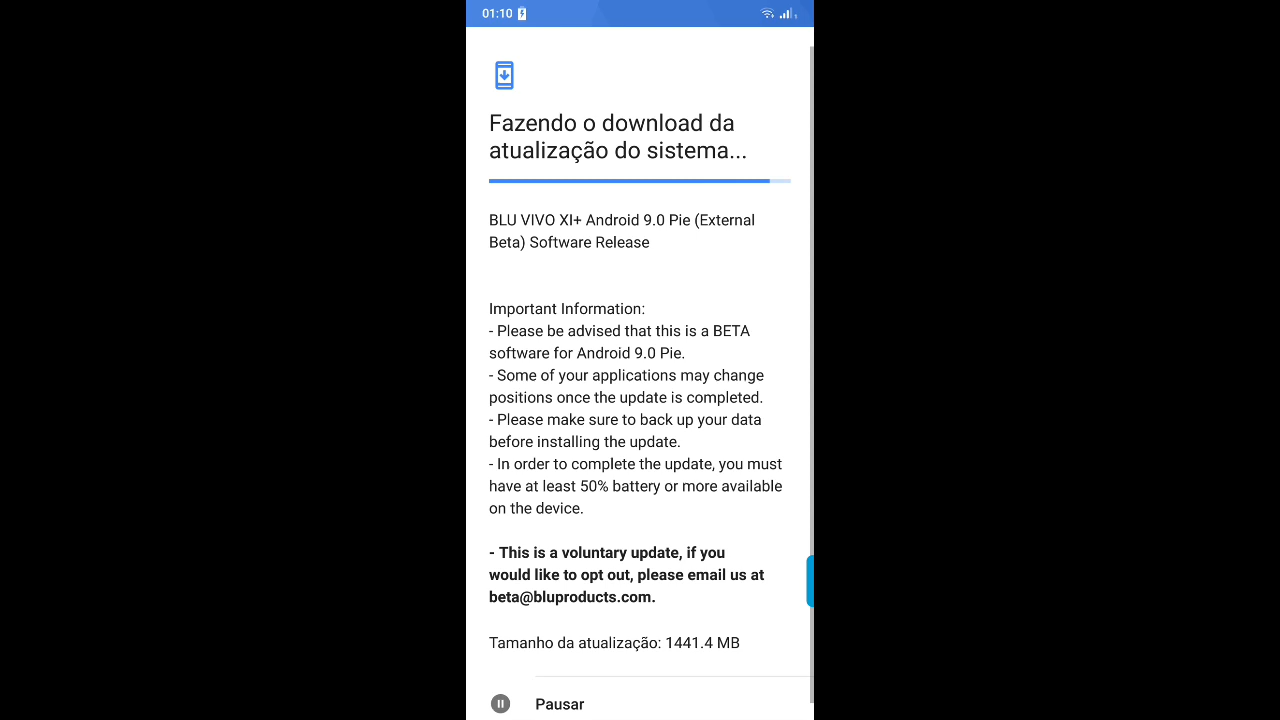 01:10
Fazendo o download da
atualização do sistema...
BLU VIVO XI+ Android 9.0 Pie (External
Beta) Software Release
Important Information:
- Please be advised that this is a BETA
software for Android 9.0 Pie.
- Some of your applications may change
positions once the update is completed.
- Please make sure to back up your data
before installing the update.
- In order to complete the update, you must
have at least 50% battery or more available
on the device.
- This is a voluntary update, if you
would like to opt out, please email us at
beta@bluproducts.com.
Tamanho da atualização: 1441.4 MB
Pausar